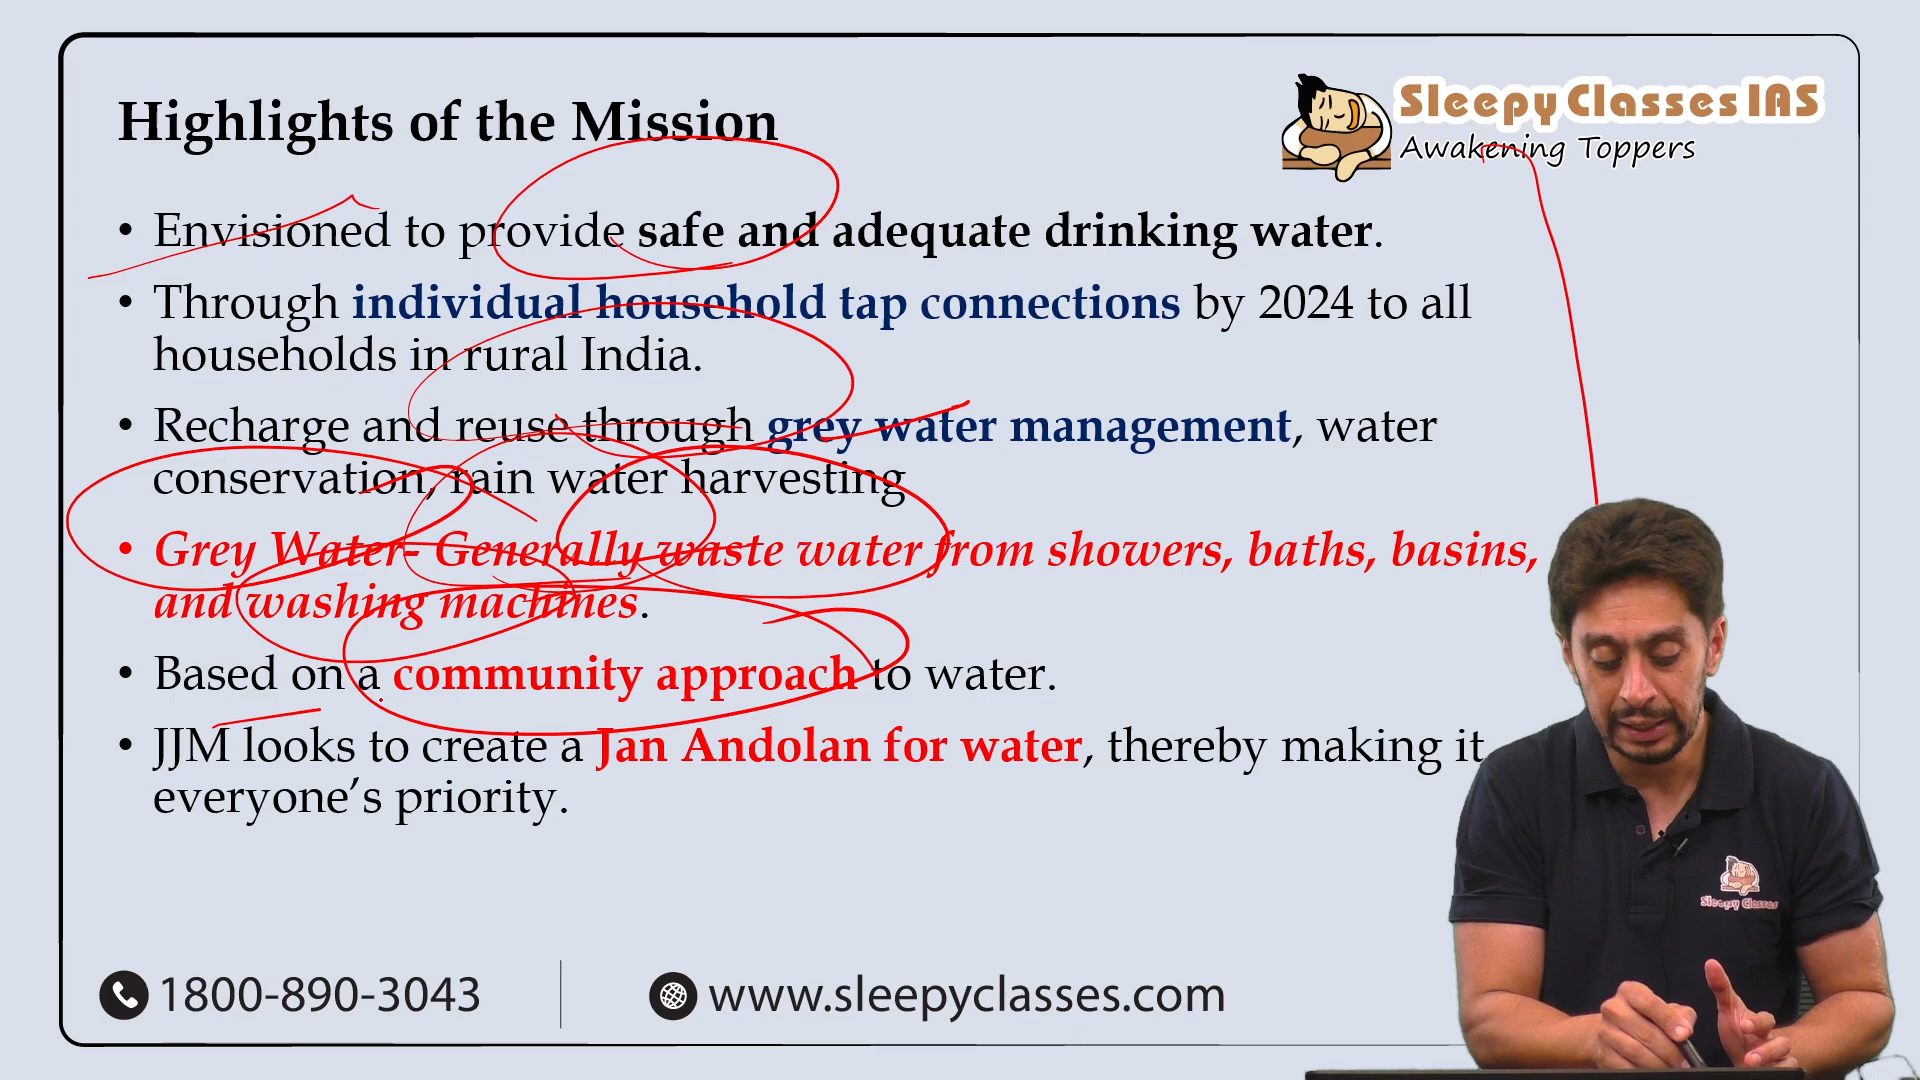 Highlights of the Mission
Sleepy Classes IAS
Awakening Toppers
• Envisioned to provide safe and adequate drinking water.
• Through individual household tap connections by 2024 to all
households in rural India.
• Recharge and reuse through grey water management, water
conservation, rain water harvesting
• Grey Water- Generally waste water from showers, baths, basins,
and washing machines.
• Based on a community approach to water.
• JJM looks to create a Jan Andolan for water, thereby making it
everyone’s priority.
Sleepy Classes
1800-890-3043
www.sleepyclasses.com